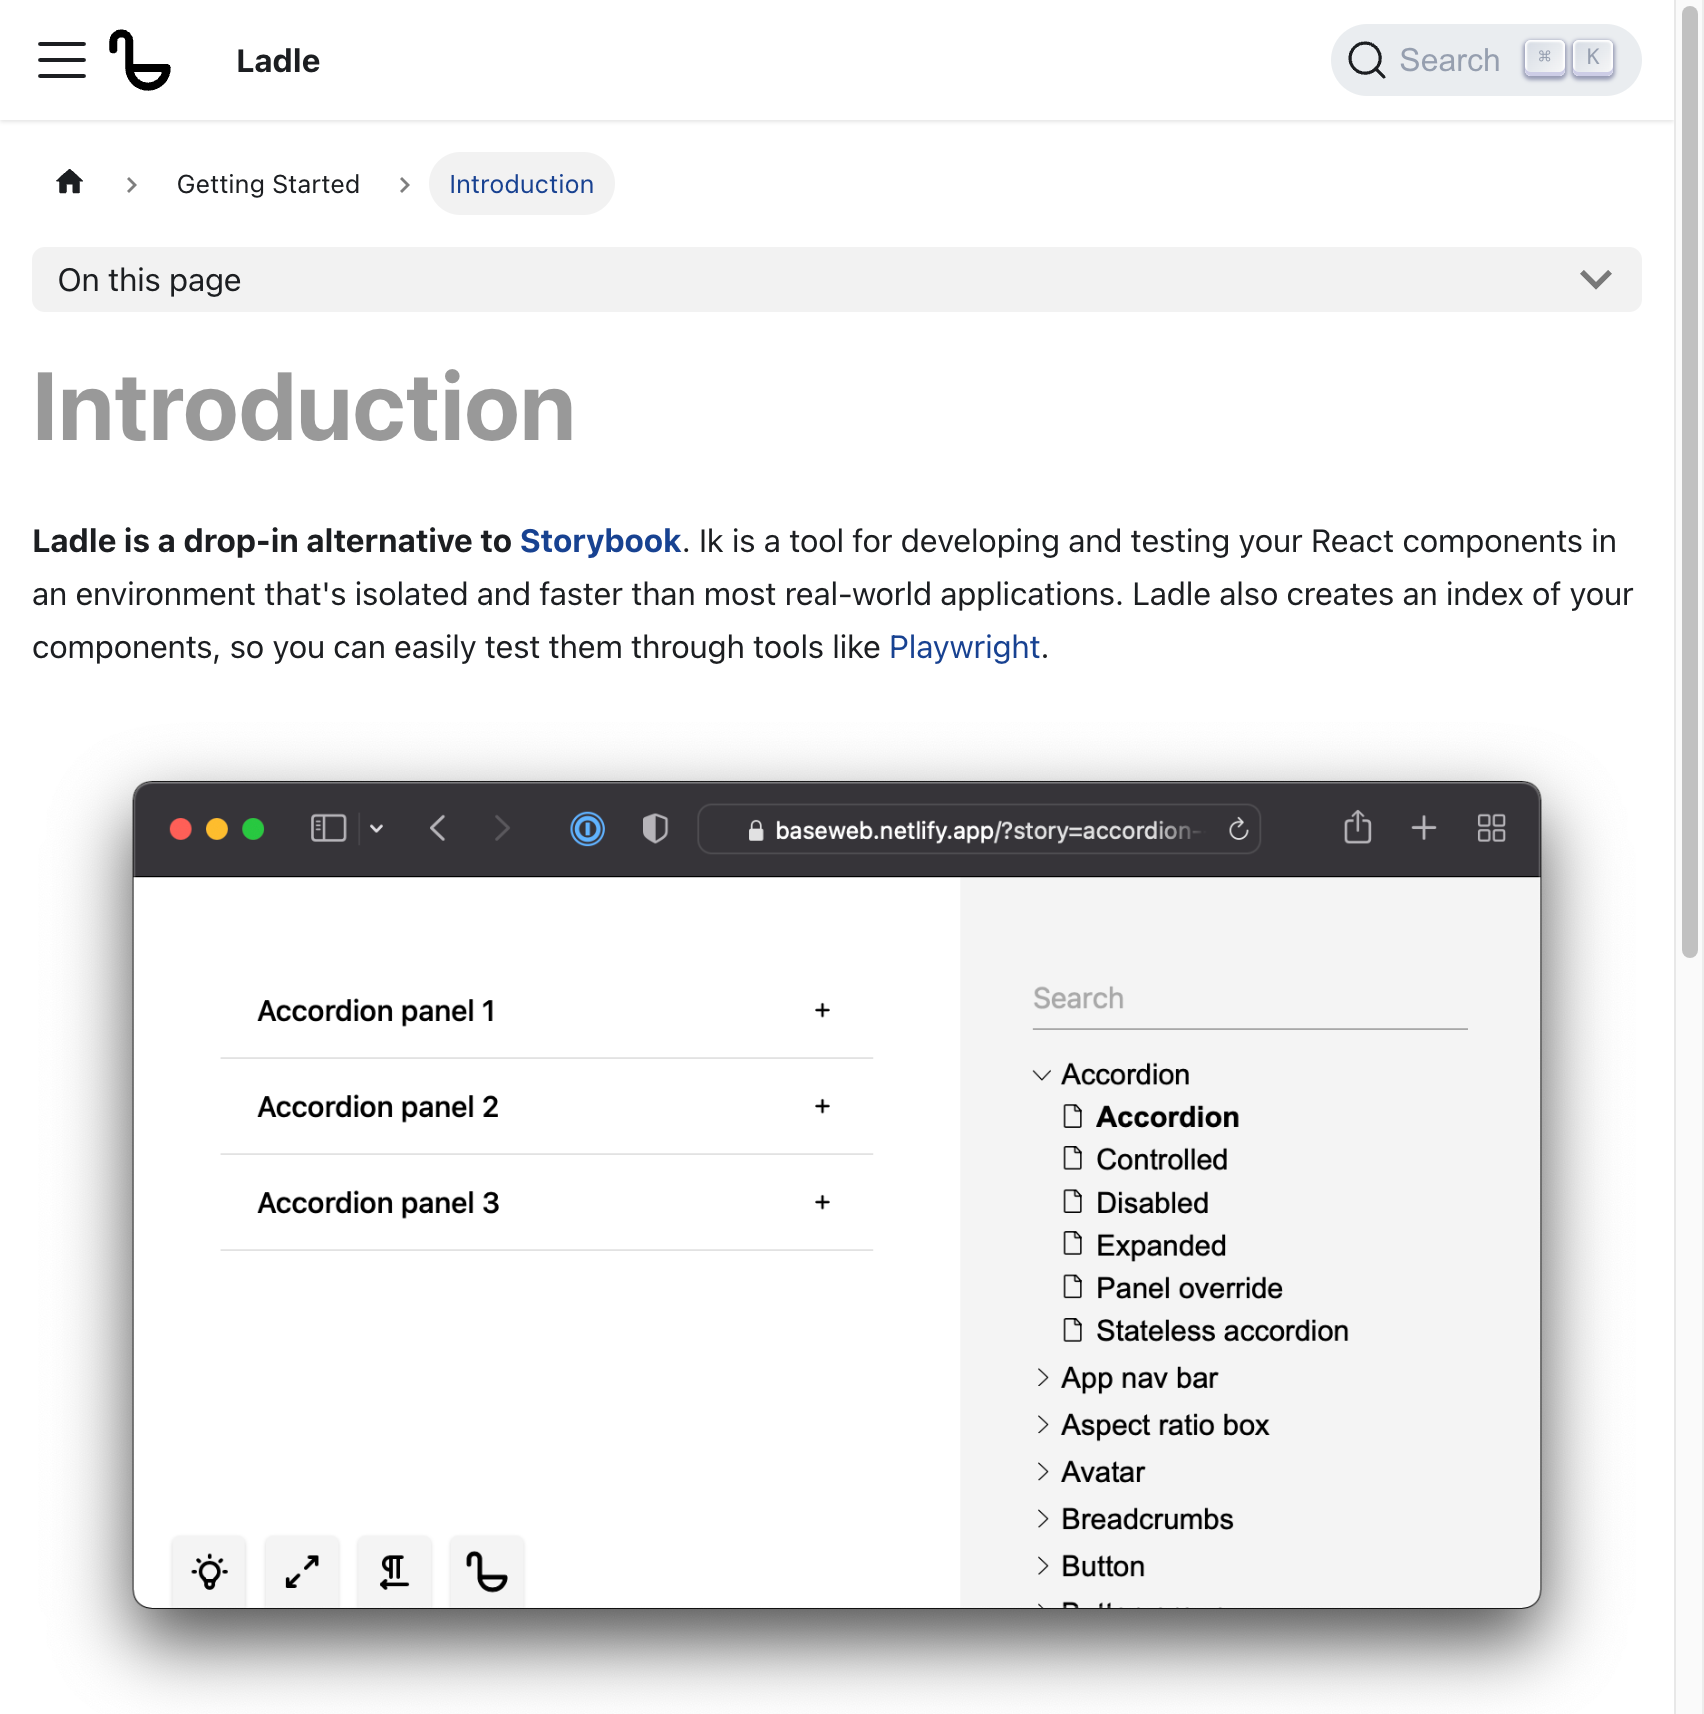 Ladle
Search ⌘ K
Getting Started
Introduction
On this page
Introduction
Ladle is a drop-in alternative to Storybook. Ik is a tool for developing and testing your React components in
an environment that's isolated and faster than most real-world applications. Ladle also creates an index of your
components, so you can easily test them through tools like Playwright.
baseweb.netlify.app/?story=accordion-
Accordion panel 1 +
Accordion panel 2 +
Accordion panel 3 +
Search
Accordion
Accordion
Controlled
Disabled
Expanded
Panel override
Stateless accordion
App nav bar
Aspect ratio box
Avatar
Breadcrumbs
Button